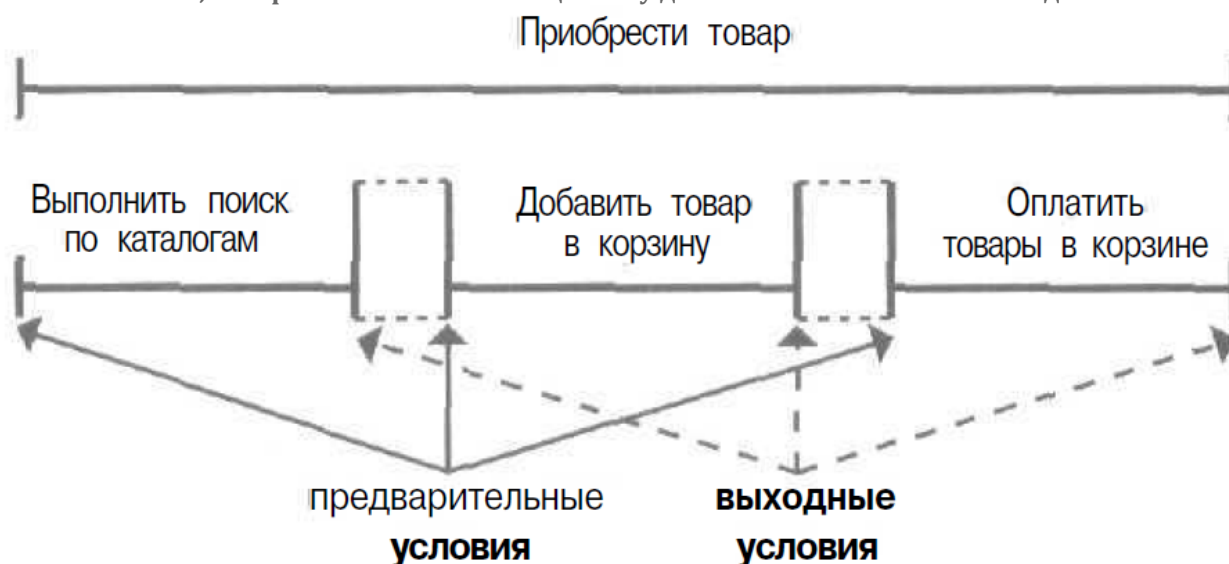 Приобрести товар
Выполнить поиск
по каталогам
Добавить товар
в корзину
Оплатить
товары в корзине
предварительные
условия
выходные
условия